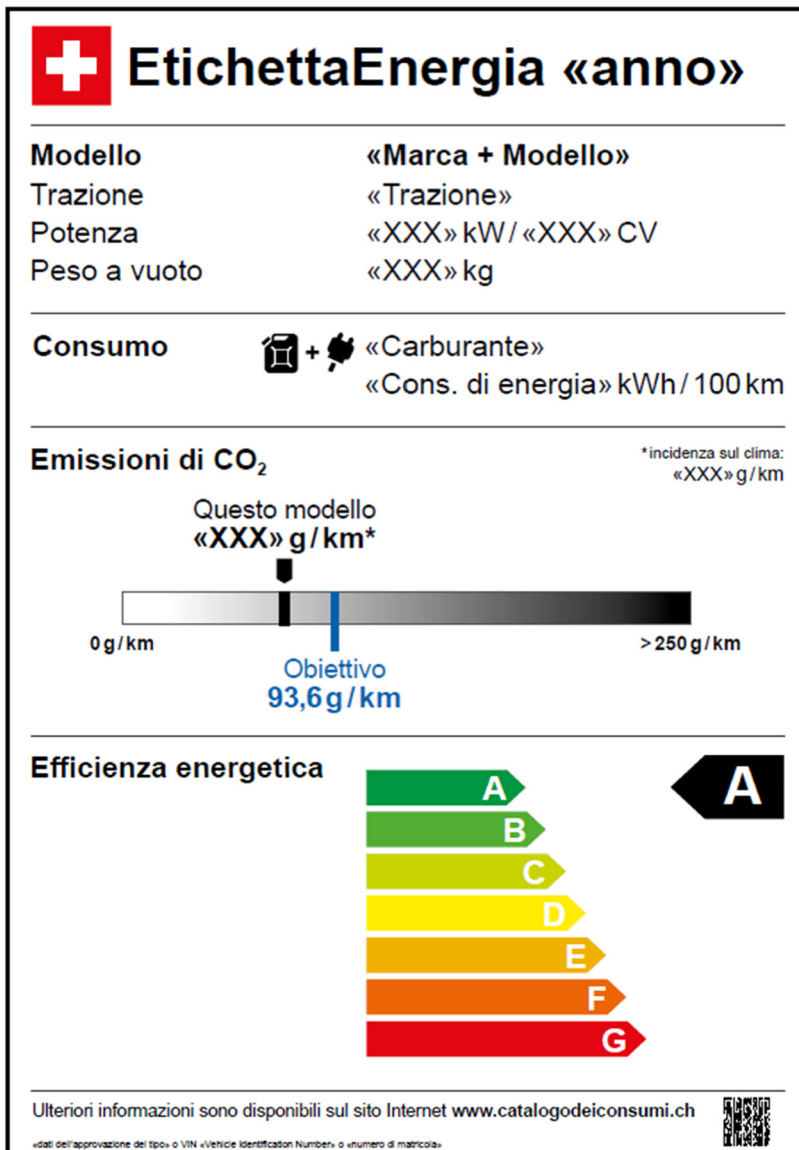 EtichettaEnergia «anno»
Modello «Marca + Modello»
Trazione «Trazione»
Potenza «XXX» kW / «XXX» CV
Peso a vuoto «XXX» kg
Consumo + «Carburante»
«Cons. di energia» kWh / 100 km
Emissioni di CO₂ *incidenza sul clima:
«XXX» g / km
Questo modello
«XXX» g / km*
0 g / km > 250 g / km
Obiettivo
93,6 g / km
Efficienza energetica
A A
B
C
D
E
F
G
Ulteriori informazioni sono disponibili sul sito Internet www.catalogodeiconsumi.ch
«dati dell'approvazione del tipo» o VIN «Vehicle Identification Number» o «numero di matricola»